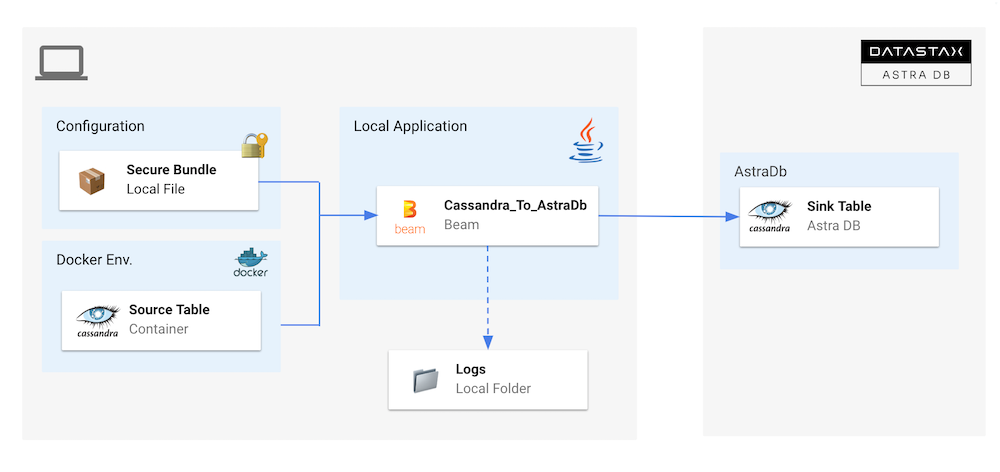 DATASTAX
ASTRA DB
Configuration
Secure Bundle
Local File
Docker Env.
docker
Source Table
Container
cassandra
Local Application
Cassandra_To_AstraDb
Beam
beam
Logs
Local Folder
AstraDb
Sink Table
Astra DB
cassandra